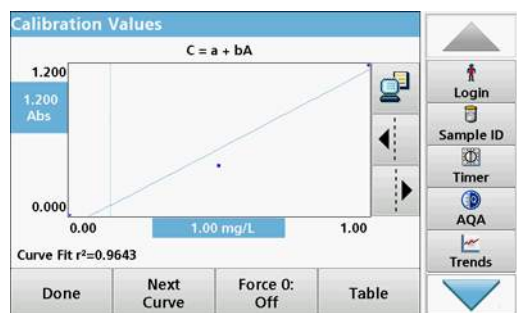 Calibration Values
C = a + bA
1.200
1.200
Abs
0.000
0.00
1.00 mg/L
1.00
Curve Fit r²=0.9643
Done
Next
Curve
Force 0:
Off
Table
Login
Sample ID
Timer
AQA
Trends